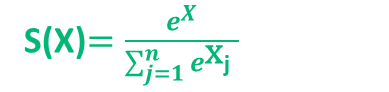 S(X)= e^X / ∑_{j=1}^{n} e^{X_j}